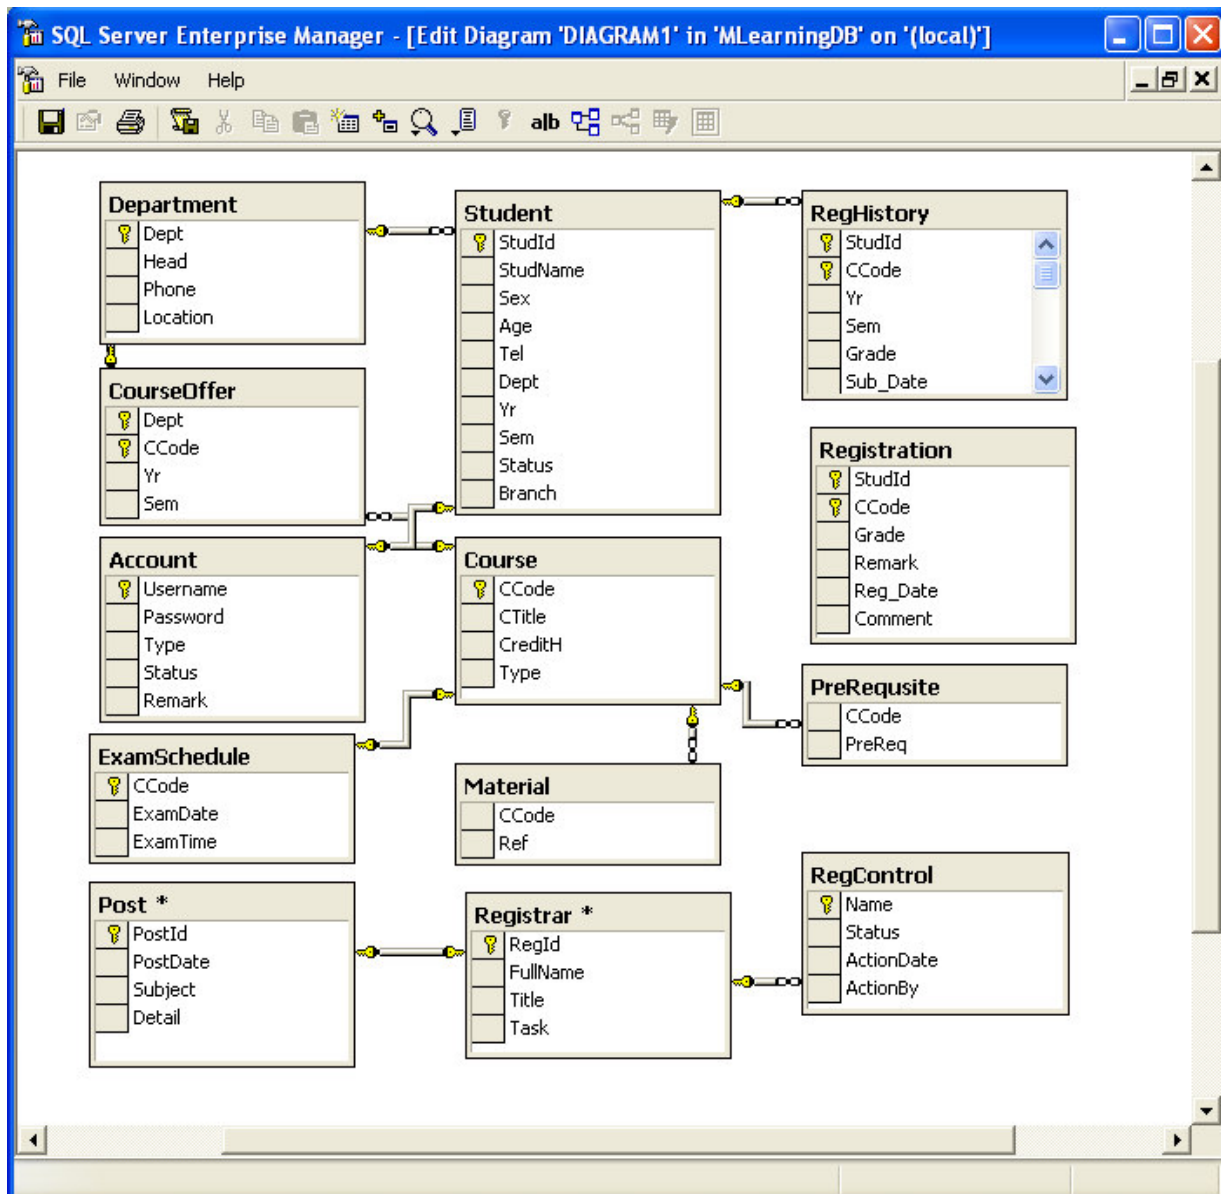 SQL Server Enterprise Manager - [Edit Diagram 'DIAGRAM1' in 'MLearningDB' on '(local)']
File Window Help
alb
Department
Dept
Head
Phone
Location
Student
StudId
StudName
Sex
Age
Tel
Dept
Yr
Sem
Status
Branch
RegHistory
StudId
CCode
Yr
Sem
Grade
Sub_Date
CourseOffer
Dept
CCode
Yr
Sem
Registration
StudId
CCode
Grade
Remark
Reg_Date
Comment
Account
Username
Password
Type
Status
Remark
Course
CCode
CTitle
CreditH
Type
PreRequsite
CCode
PreReq
ExamSchedule
CCode
ExamDate
ExamTime
Material
CCode
Ref
Post *
PostId
PostDate
Subject
Detail
Registrar *
RegId
FullName
Title
Task
RegControl
Name
Status
ActionDate
ActionBy